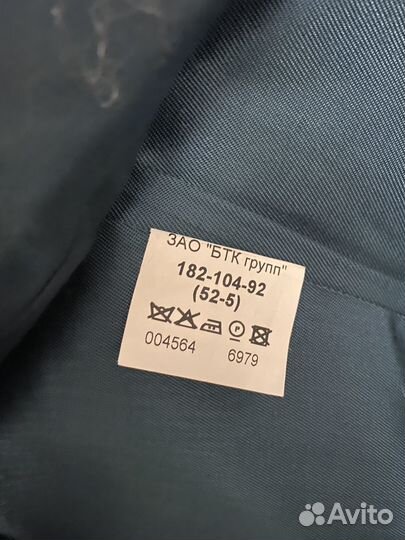 ЗАО "БТК групп"
182-104-92
(52-5)
P
004564 6979
Avito